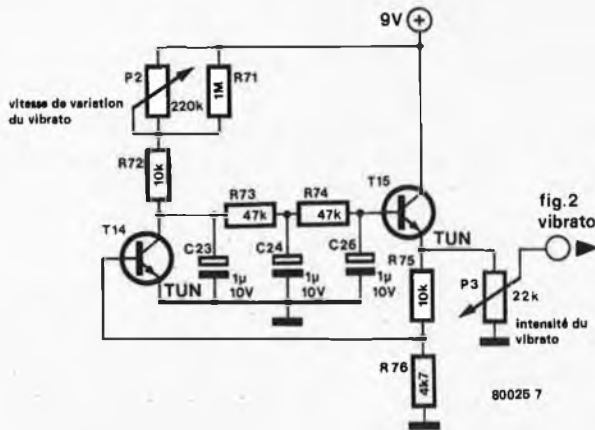 9V
P2
220k
1M
R71
vitesse de variation
du vibrato
R72
10k
R73
47k
R74
47k
T15
TUN
T14
TUN
C23
1µ
10V
C24
1µ
10V
C26
1µ
10V
R75
10k
P3
22k
fig.2
vibrato
intensité du
vibrato
R76
4k7
80025 7